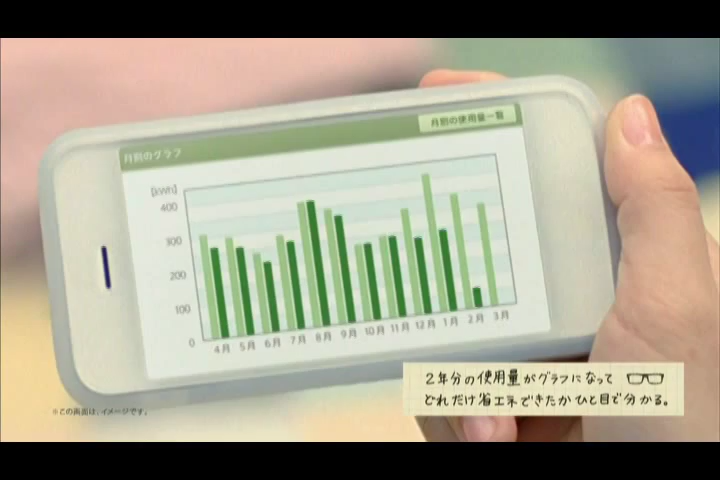 月別のグラフ
月別の使用量一覧
[kWh]
400
300
200
100
0
4月 5月 6月 7月 8月 9月 10月 11月 12月 1月 2月 3月
2年分の使用量がグラフになって
どれだけ省エネできたかひと目で分かる。
※この画面は、イメージです。